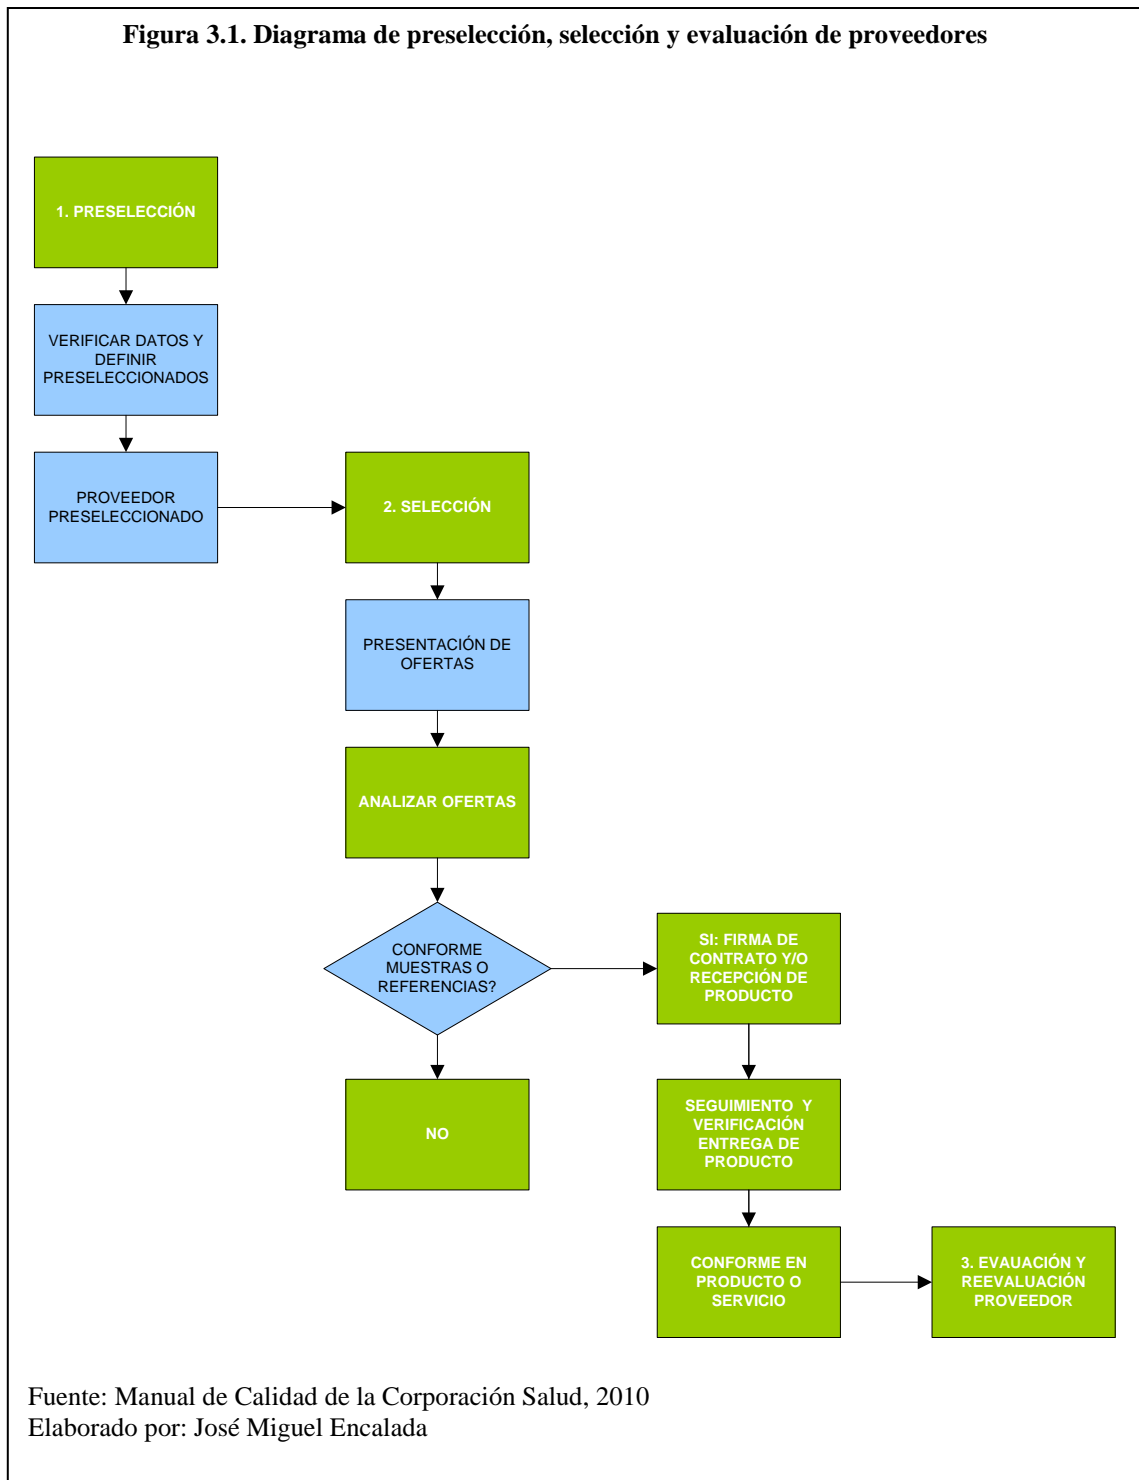 Figura 3.1. Diagrama de preselección, selección y evaluación de proveedores
1. PRESELECCIÓN
VERIFICAR DATOS Y
DEFINIR
PRESELECCIONADOS
PROVEEDOR
PRESELECCIONADO
2. SELECCIÓN
PRESENTACIÓN DE
OFERTAS
ANALIZAR OFERTAS
CONFORME
MUESTRAS O
REFERENCIAS?
SI: FIRMA DE
CONTRATO Y/O
RECEPCIÓN DE
PRODUCTO
NO
SEGUIMIENTO Y
VERIFICACIÓN
ENTREGA DE
PRODUCTO
CONFORME EN
PRODUCTO O
SERVICIO
3. EVAUACIÓN Y
REEVALUACIÓN
PROVEEDOR
Fuente: Manual de Calidad de la Corporación Salud, 2010
Elaborado por: José Miguel Encalada